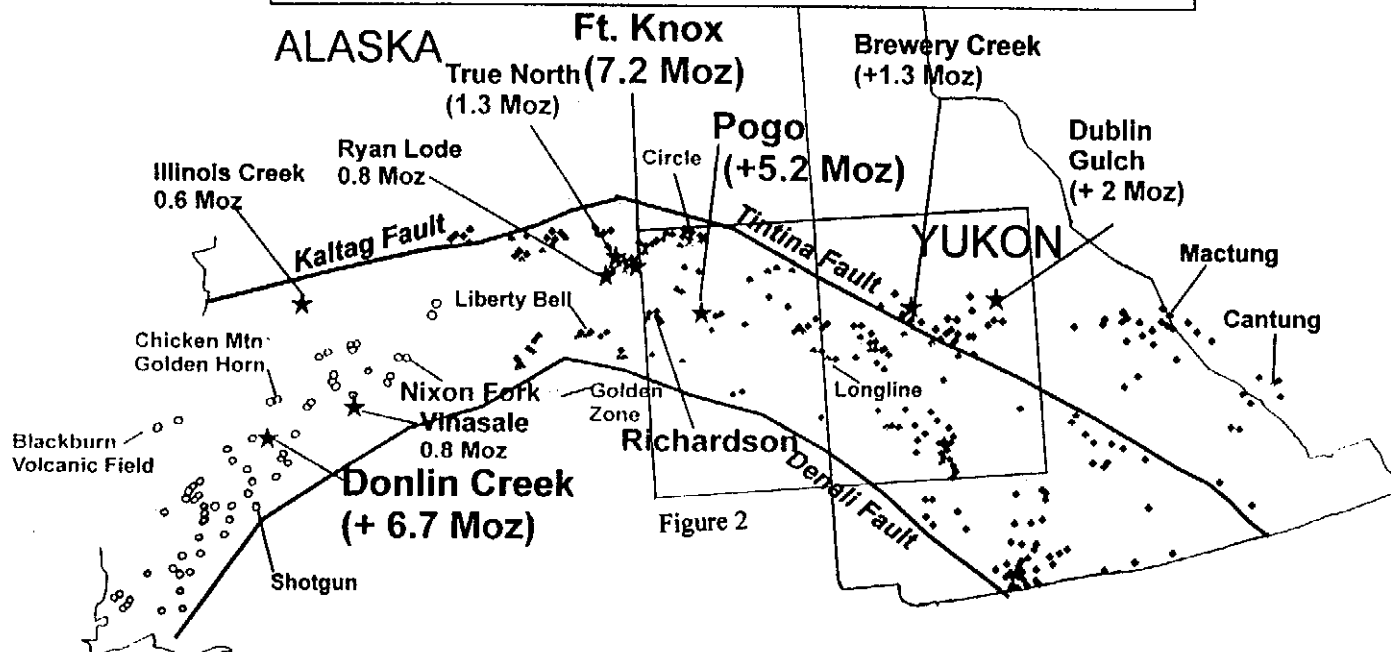 ALASKA
Ft. Knox
(7.2 Moz)
True North
(1.3 Moz)
Brewery Creek
(+1.3 Moz)
Pogo
(+5.2 Moz)
Dublin
Gulch
(+ 2 Moz)
Ryan Lode
0.8 Moz
Circle
Illinois Creek
0.6 Moz
Kaltag Fault
Tintina Fault
YUKON
Mactung
Liberty Bell
Cantung
Chicken Mtn
Golden Horn
Nixon Fork
Golden
Zone
Longline
Vinasale
0.8 Moz
Blackburn
Volcanic Field
Richardson
Denali Fault
Donlin Creek
(+ 6.7 Moz)
Figure 2
Shotgun